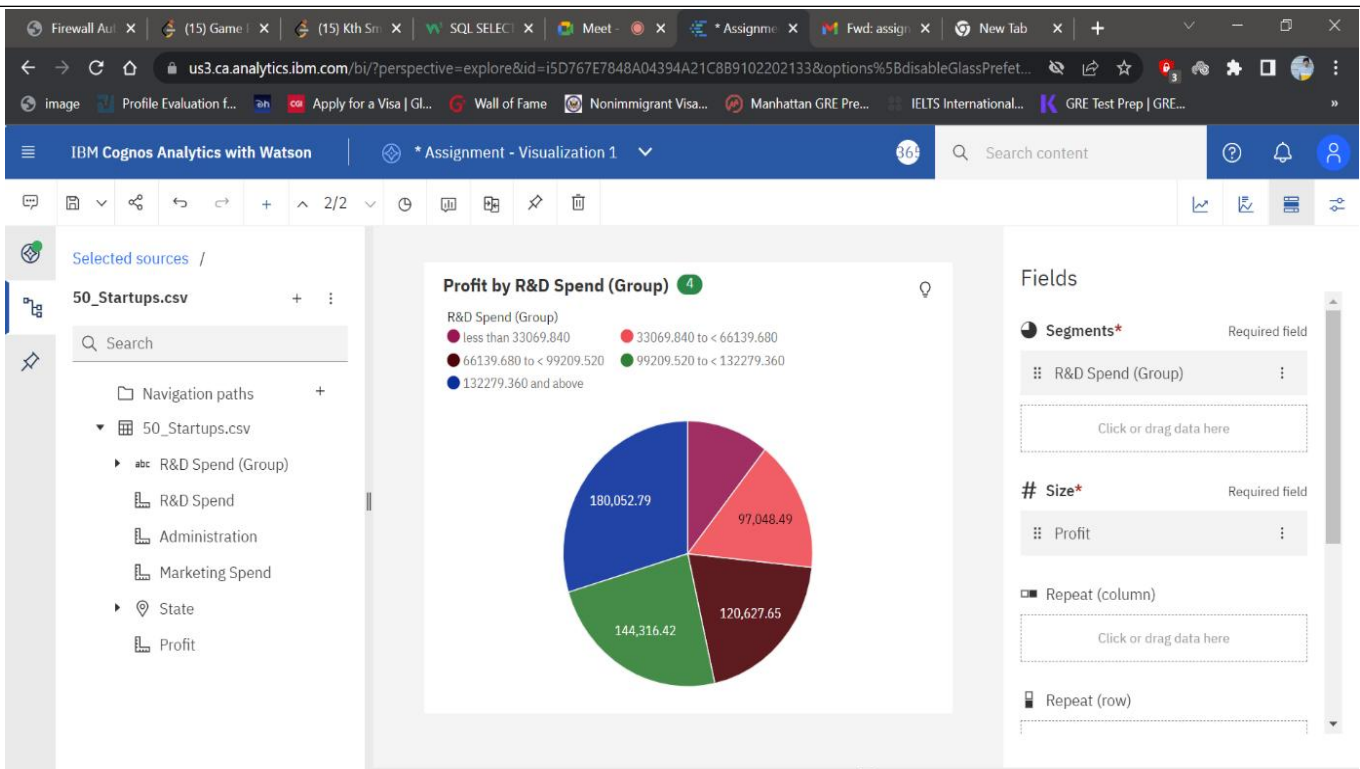 Firewall Aut
(15) Game
(15) Kth Sm
SQL SELECT
Meet -
* Assignme
Fwd: assign
New Tab
us3.ca.analytics.ibm.com/bi/?perspective=explore&id=i5D767E7848A04394A21C8B9102202133&options%5BdisableGlassPrefet...
3
image
Profile Evaluation f...
Apply for a Visa | Gl...
Wall of Fame
Nonimmigrant Visa...
Manhattan GRE Pre...
IELTS International...
GRE Test Prep | GRE...
»
IBM Cognos Analytics with Watson
* Assignment - Visualization 1
365
Search content
2/2
Selected sources /
50_Startups.csv
Search
Navigation paths
50_Startups.csv
abc R&D Spend (Group)
R&D Spend
Administration
Marketing Spend
State
Profit
Profit by R&D Spend (Group) 4
R&D Spend (Group)
less than 33069.840
33069.840 to < 66139.680
66139.680 to < 99209.520
99209.520 to < 132279.360
132279.360 and above
180,052.79
97,048.49
120,627.65
144,316.42
Fields
Segments* Required field
R&D Spend (Group)
Click or drag data here
# Size* Required field
Profit
Repeat (column)
Click or drag data here
Repeat (row)